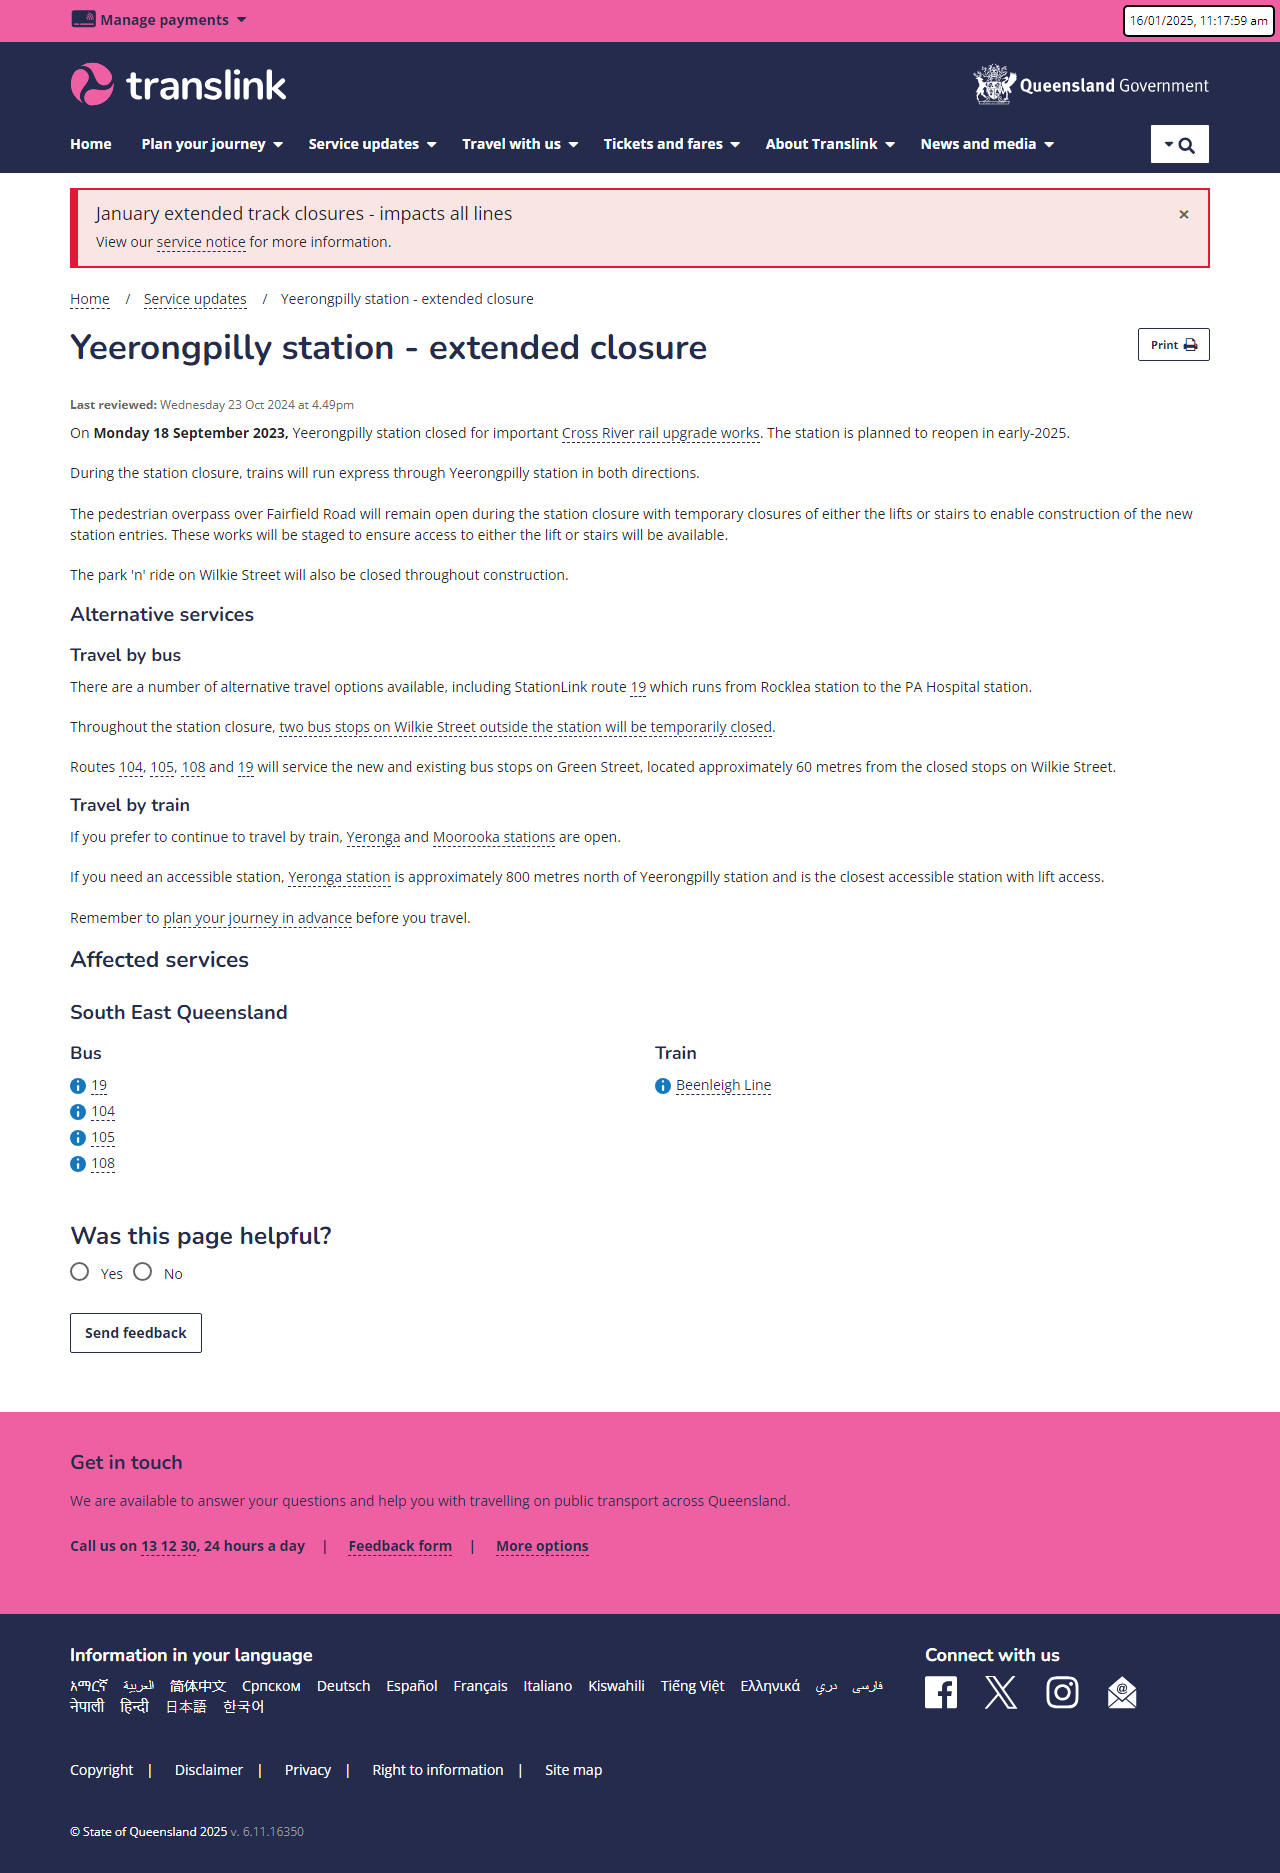 Manage payments
16/01/2025, 11:17:59 am
translink
Queensland Government
Home Plan your journey Service updates Travel with us Tickets and fares About Translink News and media
January extended track closures - impacts all lines
×
View our service notice for more information.
Home / Service updates / Yeerongpilly station - extended closure
Yeerongpilly station - extended closure
Print
Last reviewed: Wednesday 23 Oct 2024 at 4.49pm
On Monday 18 September 2023, Yeerongpilly station closed for important Cross River rail upgrade works. The station is planned to reopen in early-2025.
During the station closure, trains will run express through Yeerongpilly station in both directions.
The pedestrian overpass over Fairfield Road will remain open during the station closure with temporary closures of either the lifts or stairs to enable construction of the new
station entries. These works will be staged to ensure access to either the lift or stairs will be available.
The park 'n' ride on Wilkie Street will also be closed throughout construction.
Alternative services
Travel by bus
There are a number of alternative travel options available, including StationLink route 19 which runs from Rocklea station to the PA Hospital station.
Throughout the station closure, two bus stops on Wilkie Street outside the station will be temporarily closed.
Routes 104, 105, 108 and 19 will service the new and existing bus stops on Green Street, located approximately 60 metres from the closed stops on Wilkie Street.
Travel by train
If you prefer to continue to travel by train, Yeronga and Moorooka stations are open.
If you need an accessible station, Yeronga station is approximately 800 metres north of Yeerongpilly station and is the closest accessible station with lift access.
Remember to plan your journey in advance before you travel.
Affected services
South East Queensland
Bus
19
104
105
108
Train
Beenleigh Line
Was this page helpful?
Yes No
Send feedback
Get in touch
We are available to answer your questions and help you with travelling on public transport across Queensland.
Call us on 13 12 30, 24 hours a day | Feedback form | More options
Information in your language
አማርኛ العربية 简体中文 Српском Deutsch Español Français Italiano Kiswahili Tiếng Việt Ελληνικά دري فارسی
नेपाली हिन्दी 日本語 한국어
Connect with us
Copyright | Disclaimer | Privacy | Right to information | Site map
© State of Queensland 2025 v. 6.11.16350